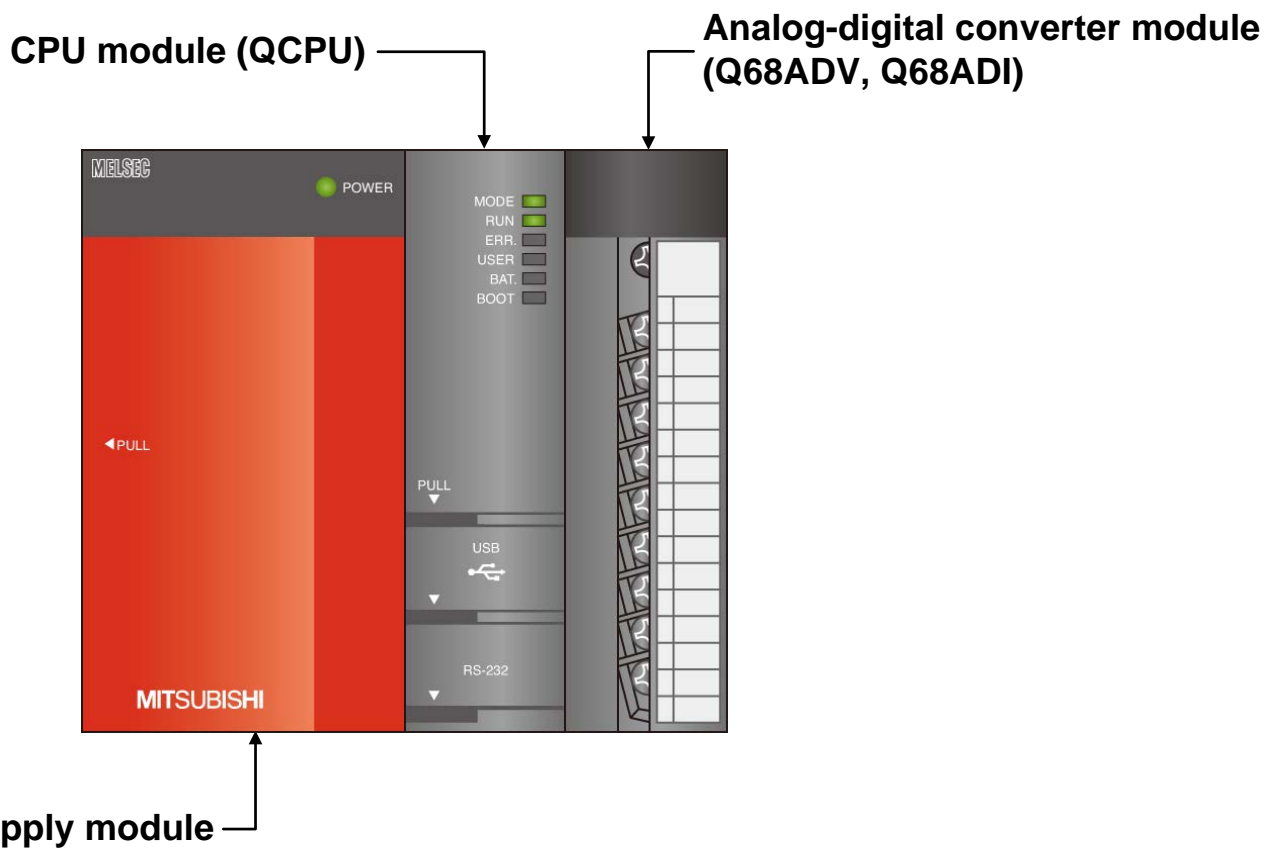 CPU module (QCPU)
Analog-digital converter module
(Q68ADV, Q68ADI)
MELSEC
POWER
MODE
RUN
ERR.
USER
BAT.
BOOT
PULL
PULL
USB
RS-232
MITSUBISHI
pply module